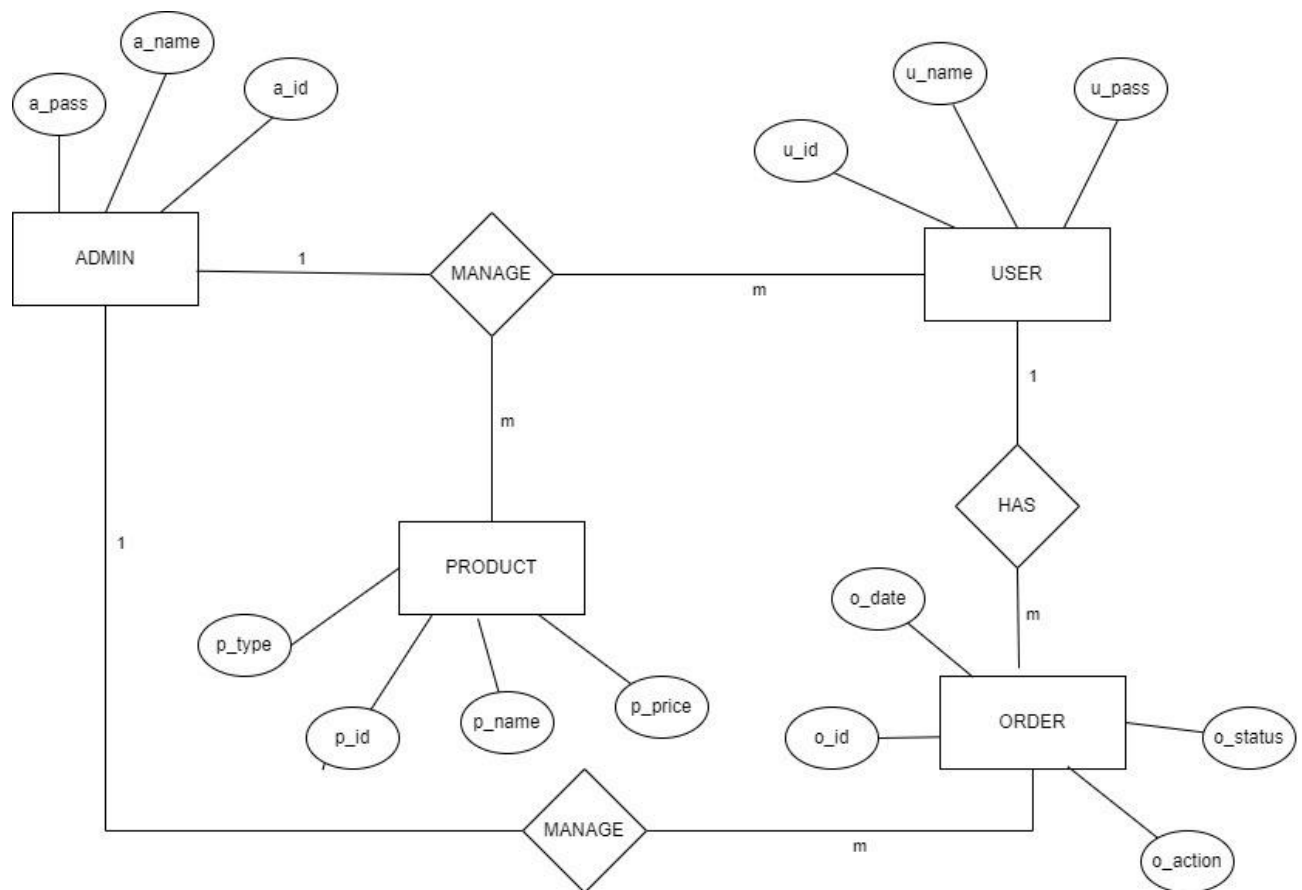 a_name
a_id
a_pass
u_name
u_pass
u_id
ADMIN
1
MANAGE
m
USER
1
m
HAS
1
PRODUCT
o_date
m
p_type
p_id
p_name
p_price
ORDER
o_id
o_status
MANAGE
m
o_action